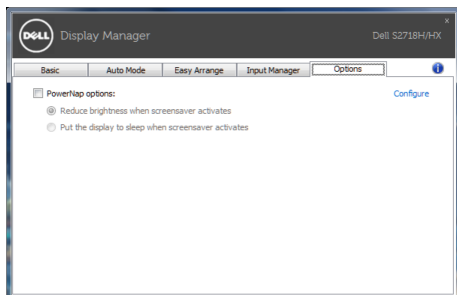 DELL Display Manager Dell S2718H/HX
Basic Auto Mode Easy Arrange Input Manager Options
PowerNap options: Configure
Reduce brightness when screensaver activates
Put the display to sleep when screensaver activates